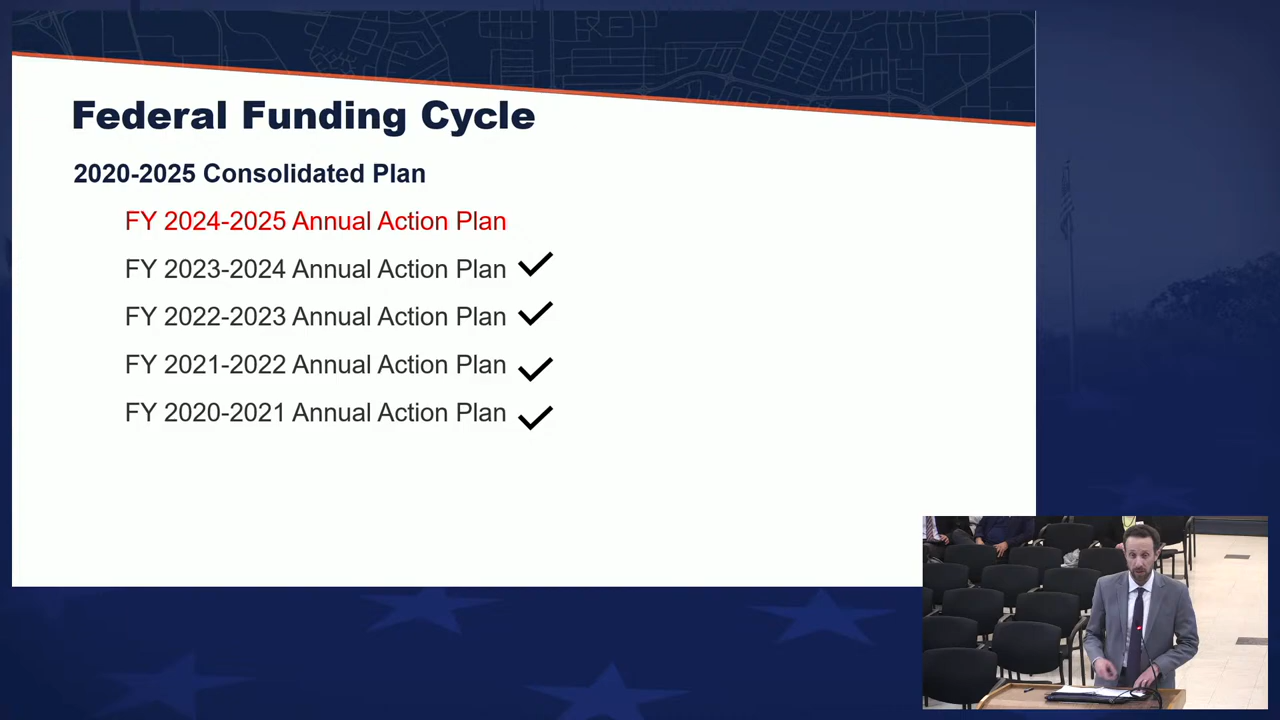 Federal Funding Cycle
2020-2025 Consolidated Plan
FY 2024-2025 Annual Action Plan
FY 2023-2024 Annual Action Plan
FY 2022-2023 Annual Action Plan
FY 2021-2022 Annual Action Plan
FY 2020-2021 Annual Action Plan